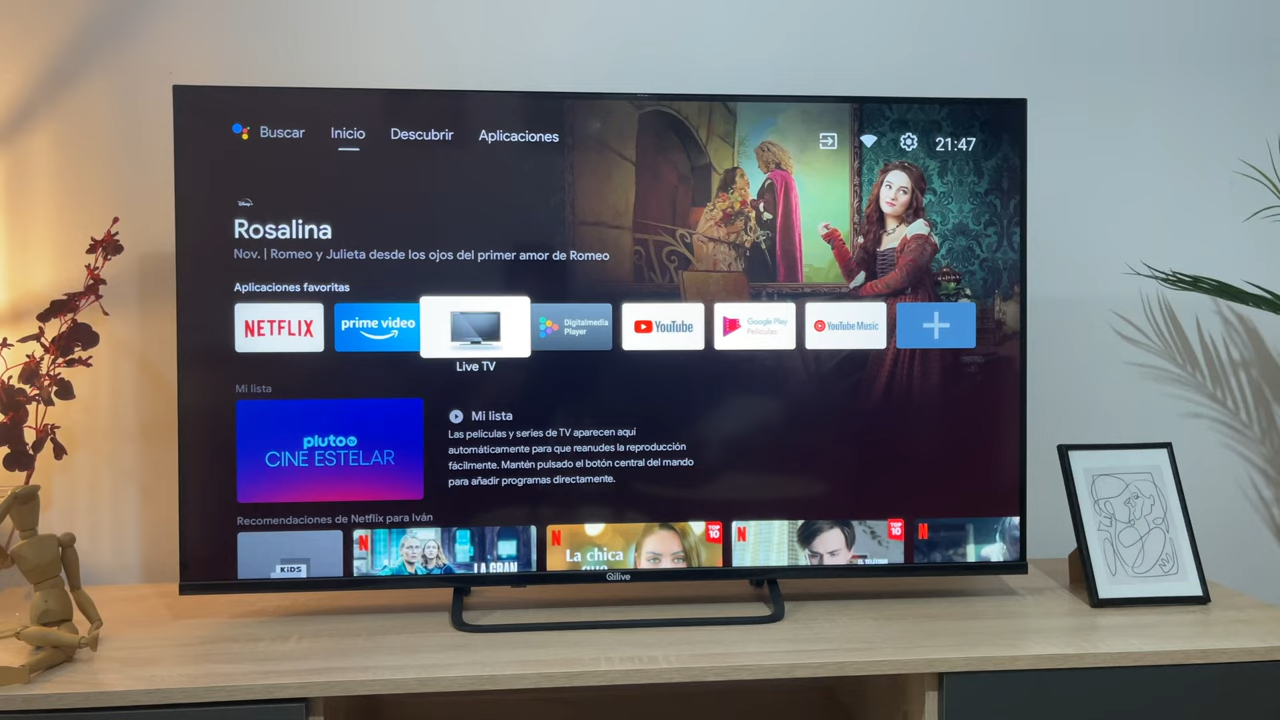 Buscar Inicio Descubrir Aplicaciones 21:47
Disney+
Rosalina
Nov. | Romeo y Julieta desde los ojos del primer amor de Romeo
Aplicaciones favoritas
NETFLIX
prime video
Digitalmedia
Player
YouTube
Google Play
Películas
YouTube Music
Live TV
Mi lista
pluto tv
CINE ESTELAR
Mi lista
Las películas y series de TV aparecen aquí
automáticamente para que reanudes la reproducción
fácilmente. Mantén pulsado el botón central del mando
para añadir programas directamente.
Recomendaciones de Netflix para Iván
KiDS
N
LA GRAN
N
La chica
que
TOP
10
N
TOP
10
N
Qilive